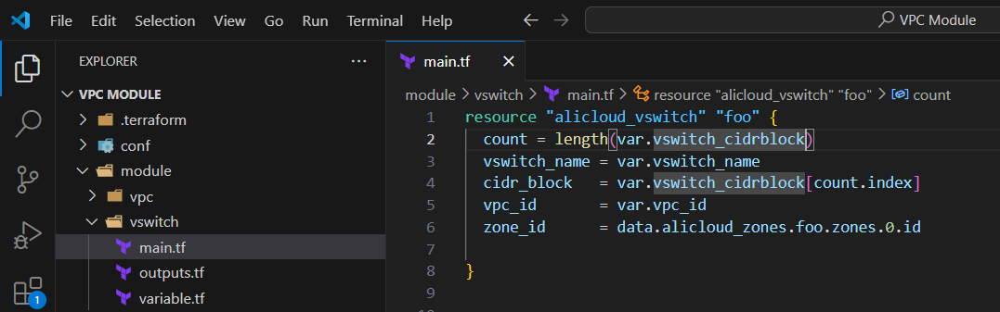 File Edit Selection View Go Run Terminal Help VPC Module
EXPLORER
VPC MODULE
.terraform
conf
module
vpc
vswitch
main.tf
outputs.tf
variable.tf
1
main.tf
module > vswitch > main.tf > resource "alicloud_vswitch" "foo" > count
1 resource "alicloud_vswitch" "foo" {
2 count = length(var.vswitch_cidrblock)
3 vswitch_name = var.vswitch_name
4 cidr_block   = var.vswitch_cidrblock[count.index]
5 vpc_id       = var.vpc_id
6 zone_id      = data.alicloud_zones.foo.zones.0.id
7
8 }
9